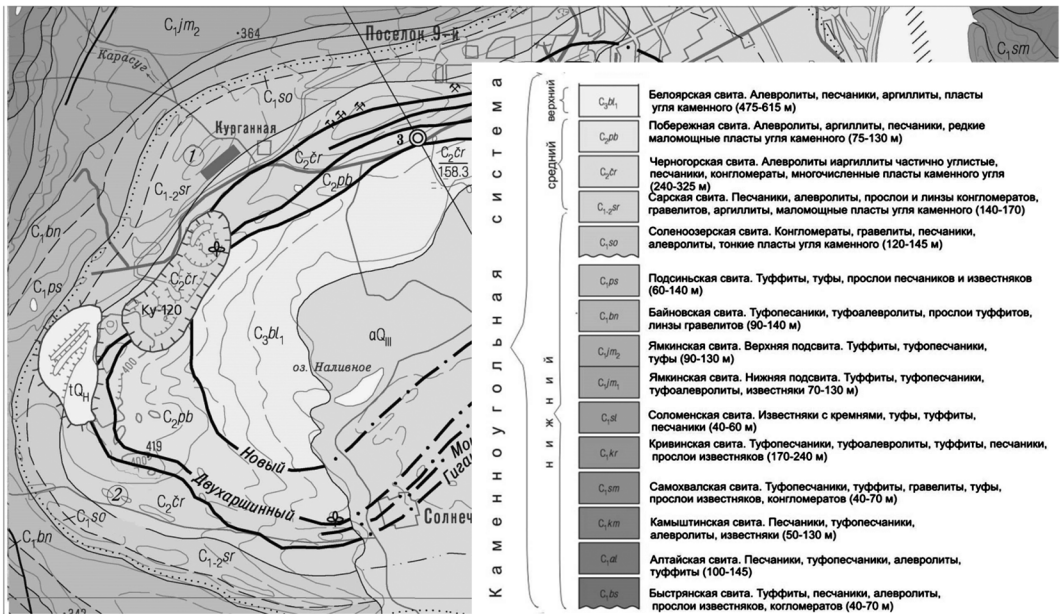 C₁jm₂
·364
Поселок 9-й
C₁sm
Карасуг
C₁so
Курганная
1
3
C₂čr
C₂čr
158.3
C₂pb
C₁₋₂sr
C₁bn
C₂čr
Ку-120
C₁ps
C₃bl₁
aQIII
оз. Наливное
tQH
400
C₂pb
419
400
Новый
Двухаршинный
2
C₂čr
C₁so
C₁bn
C₁₋₂sr
Мо
Гиган
Солнеч
342
Каменноугольная система
верхний
средний
нижний
C₃bl₁
Белоярская свита. Алевролиты, песчаники, аргиллиты, пласты
угля каменного (475-615 м)
C₂pb
Побережная свита. Алевролиты, аргиллиты, песчаники, редкие
маломощные пласты угля каменного (75-130 м)
C₂čr
Черногорская свита. Алевролиты иаргиллиты частично углистые,
песчаники, конгломераты, многочисленные пласты каменного угля
(240-325 м)
C₁₋₂sr
Сарская свита. Песчаники, алевролиты, прослои и линзы конгломератов,
гравелитов, аргиллиты, маломощные пласты угля каменного (140-170)
C₁so
Соленоозерская свита. Конгломераты, гравелиты, песчаники,
алевролиты, тонкие пласты угля каменного (120-145 м)
C₁ps
Подсиньская свита. Туффиты, туфы, прослои песчаников и известняков
(60-140 м)
C₁bn
Байновская свита. Туфопесаники, туфоалевролиты, прослои туффитов,
линзы гравелитов (90-140 м)
C₁jm₂
Ямкинская свита. Верхняя подсвита. Туффиты, туфопесчаники,
туфы (90-130 м)
C₁jm₁
Ямкинская свита. Нижняя подсвита. Туффиты, туфопесчаники,
туфоалевролиты, известняки 70-130 м)
C₁sl
Соломенская свита. Известняки с кремнями, туфы, туффиты,
песчаники (40-60 м)
C₁kr
Кривинская свита. Туфопесчаники, туфоалевролиты, туффиты, песчаники,
прослои известняков (170-240 м)
C₁sm
Самохвалская свита. Туфопесчаники, туффиты, гравелиты, туфы,
прослои известняков, конгломератов (40-70 м)
C₁km
Камыштинская свита. Песчаники, туфопесчаники,
алевролиты, известняки (50-130 м)
C₁al
Алтайская свита. Песчаники, туфопесчаники, алевролиты,
туффиты (100-145)
C₁bs
Быстрянская свита. Туффиты, песчаники, алевролиты,
прослои известняков, когломератов (40-70 м)